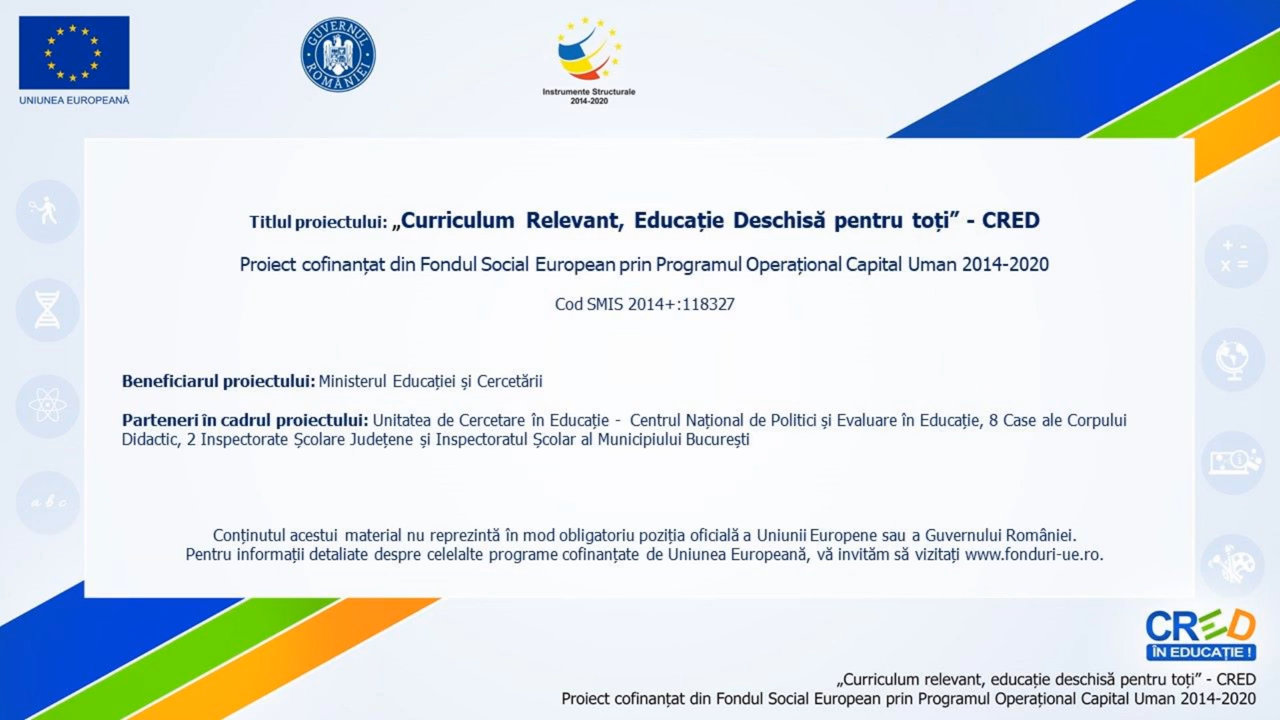 UNIUNEA EUROPEANĂ
GUVERNUL ROMÂNIEI
Instrumente Structurale
2014-2020
Titlul proiectului: „Curriculum Relevant, Educație Deschisă pentru toți” - CRED
Proiect cofinanțat din Fondul Social European prin Programul Operațional Capital Uman 2014-2020
Cod SMIS 2014+:118327
Beneficiarul proiectului: Ministerul Educației și Cercetării
Parteneri în cadrul proiectului: Unitatea de Cercetare în Educație - Centrul Național de Politici și Evaluare în Educație, 8 Case ale Corpului
Didactic, 2 Inspectorate Școlare Județene și Inspectoratul Școlar al Municipiului București
Conținutul acestui material nu reprezintă în mod obligatoriu poziția oficială a Uniunii Europene sau a Guvernului României.
Pentru informații detaliate despre celelalte programe cofinanțate de Uniunea Europeană, vă invităm să vizitați www.fonduri-ue.ro.
+ -
x =
a b c
CRED
ÎN EDUCAȚIE !
„Curriculum relevant, educație deschisă pentru toți” - CRED
Proiect cofinanțat din Fondul Social European prin Programul Operațional Capital Uman 2014-2020